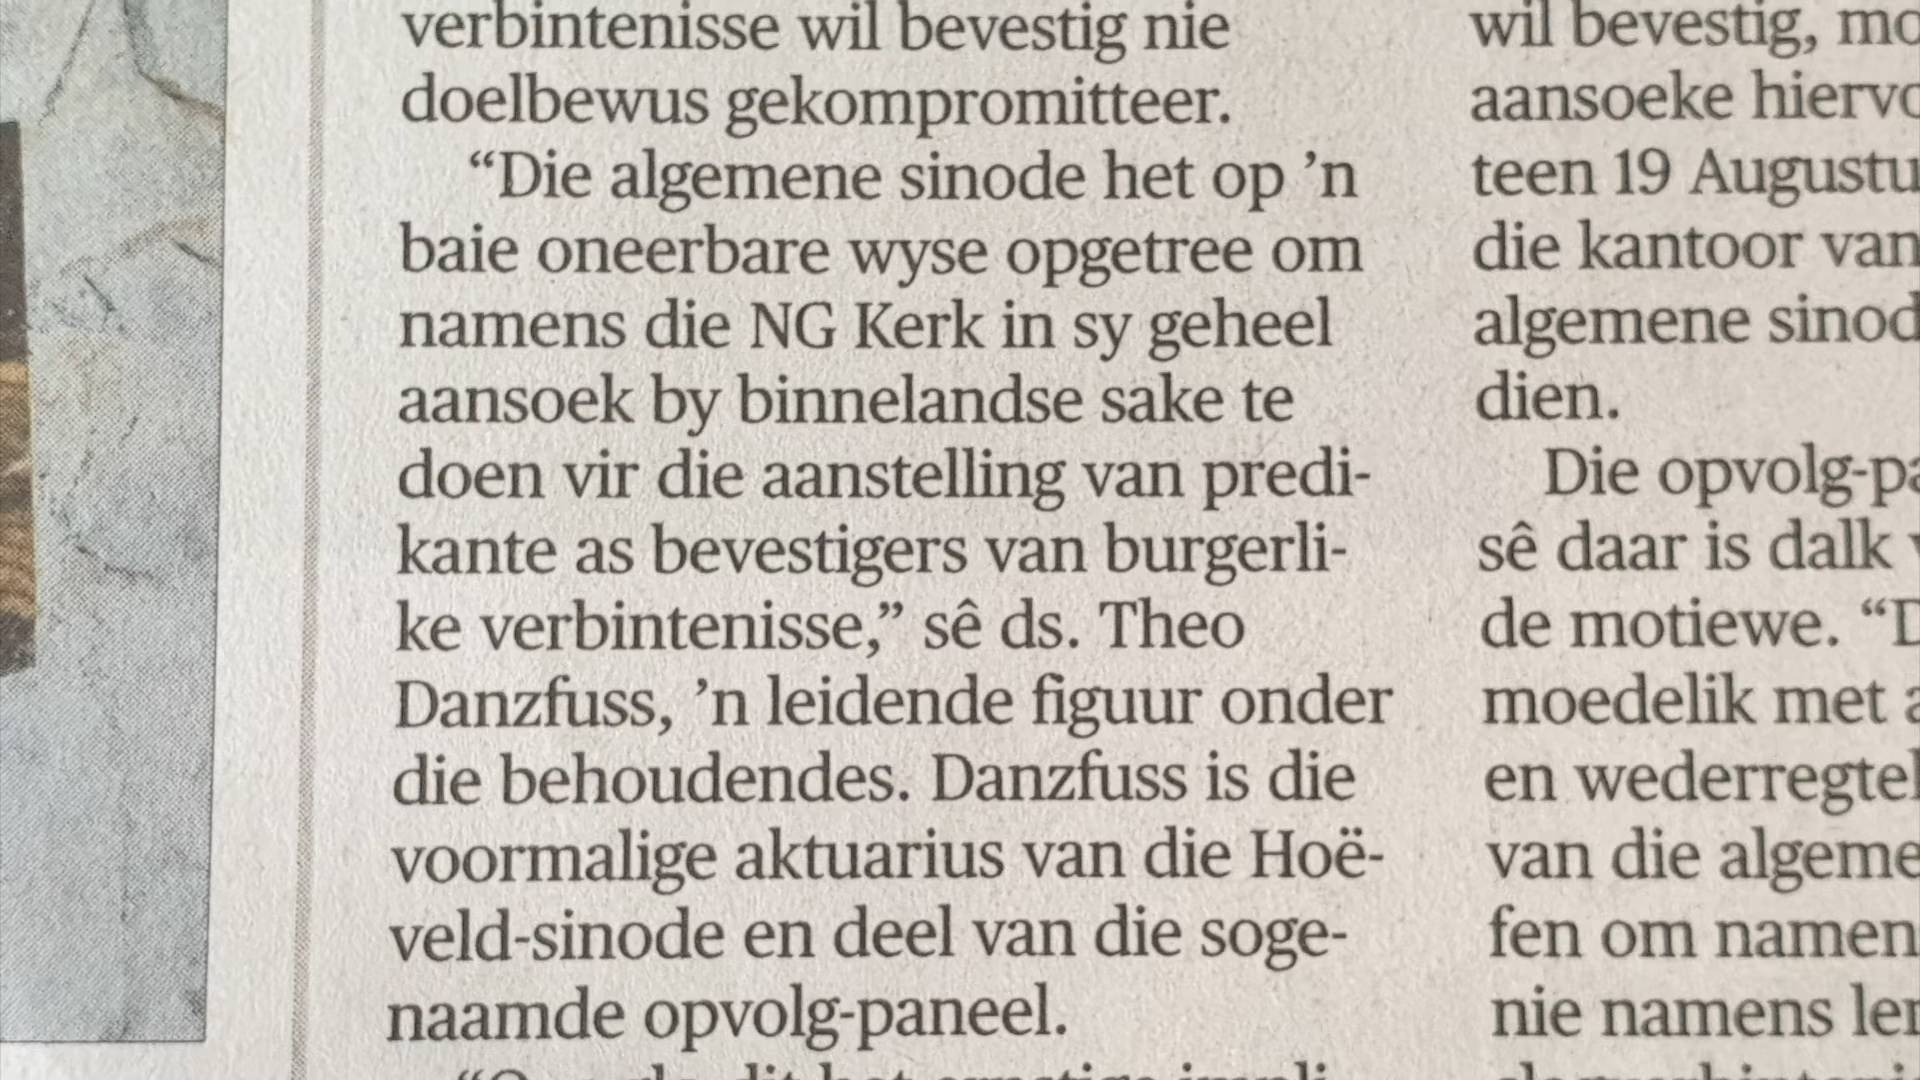 verbintenisse wil bevestig nie
doelbewus gekompromitteer.
“Die algemene sinode het op ’n
baie oneerbare wyse opgetree om
namens die NG Kerk in sy geheel
aansoek by binnelandse sake te
doen vir die aanstelling van predi-
kante as bevestigers van burgerli-
ke verbintenisse,” sê ds. Theo
Danzfuss, ’n leidende figuur onder
die behoudendes. Danzfuss is die
voormalige aktuarius van die Hoë-
veld-sinode en deel van die soge-
naamde opvolg-paneel.
wil bevestig,
aansoeke
teen 19
die kantoor van
algemene
dien.
Die
sê daar is dalk
de motiewe.
moedelik met
en
van die
fen om
nie namens